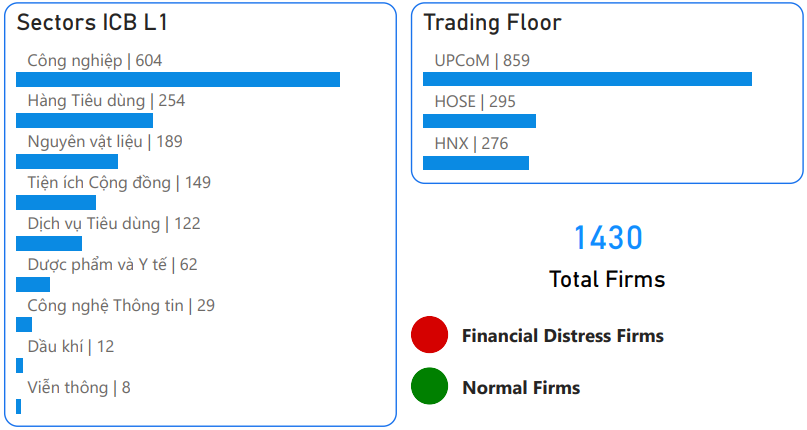 Sectors ICB L1
Công nghiệp | 604
Hàng Tiêu dùng | 254
Nguyên vật liệu | 189
Tiện ích Cộng đồng | 149
Dịch vụ Tiêu dùng | 122
Dược phẩm và Y tế | 62
Công nghệ Thông tin | 29
Dầu khí | 12
Viễn thông | 8
Trading Floor
UPCoM | 859
HOSE | 295
HNX | 276
1430
Total Firms
Financial Distress Firms
Normal Firms